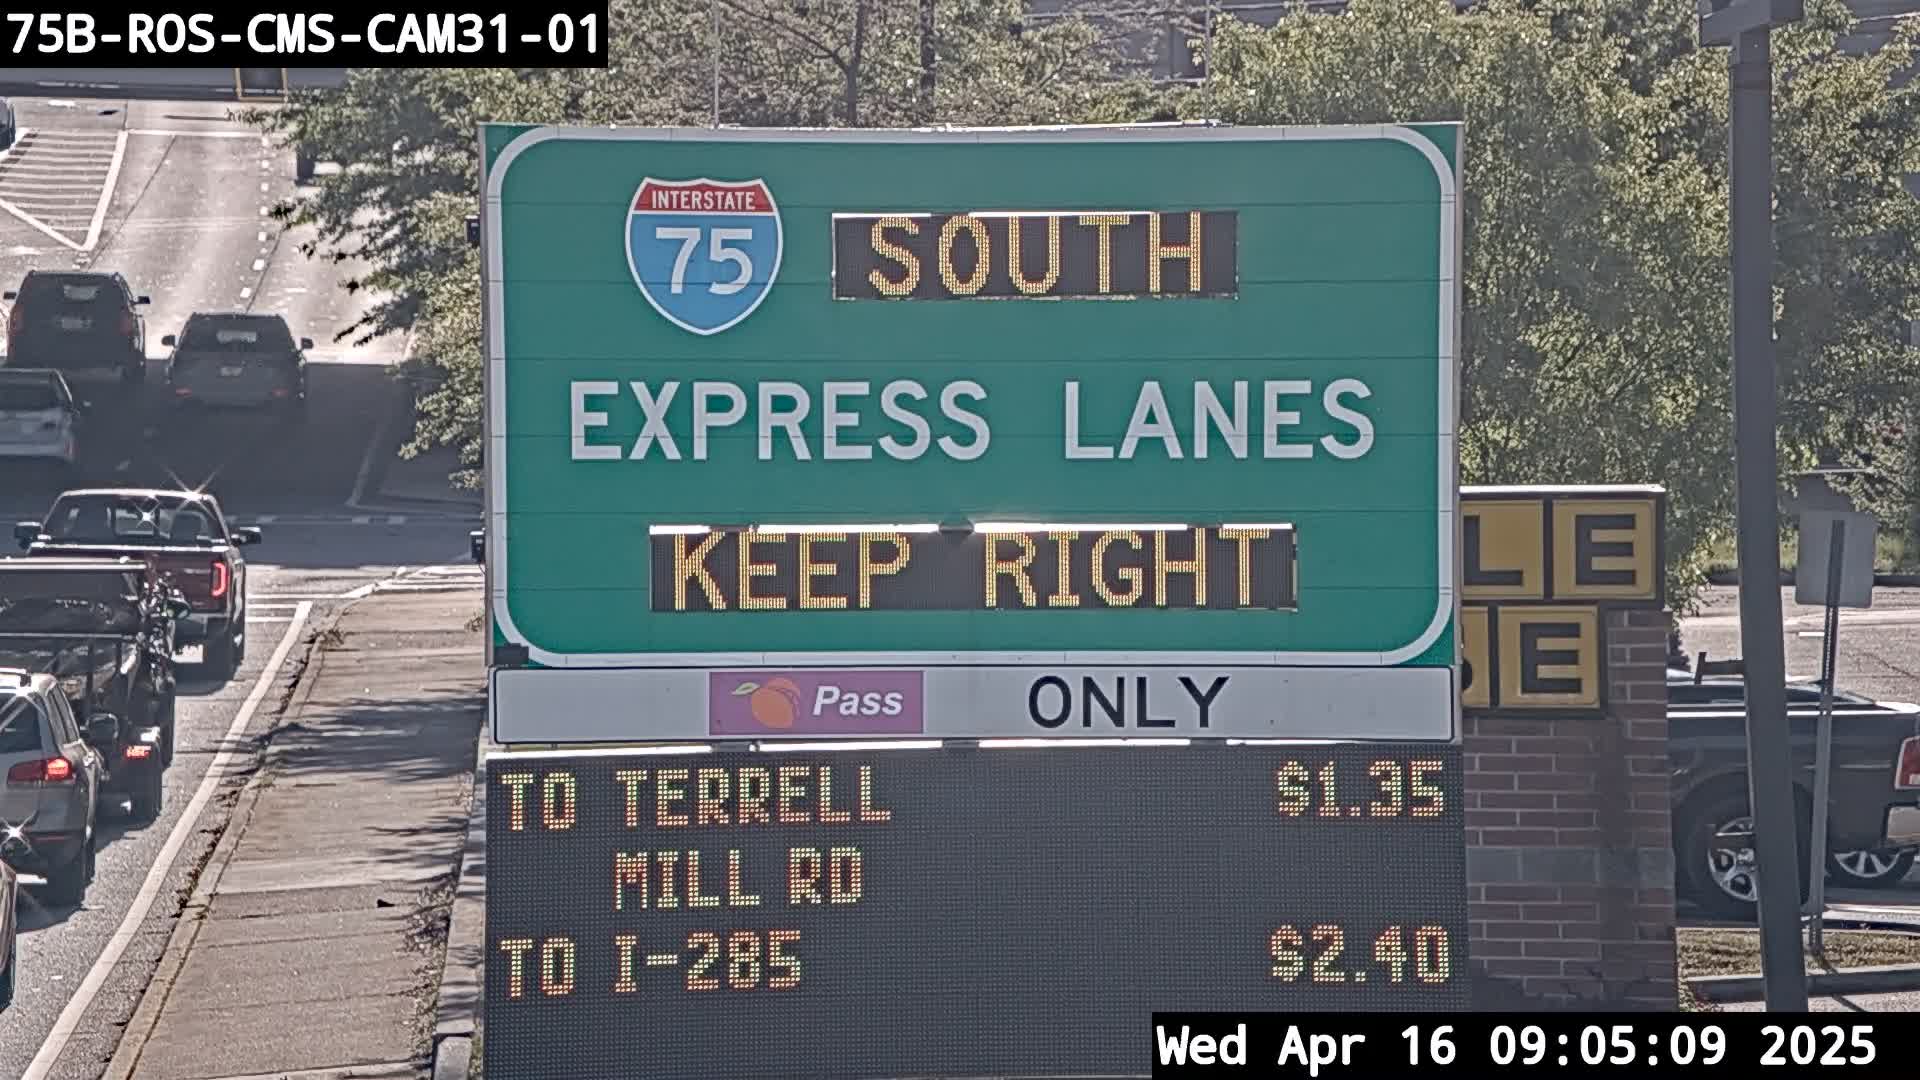 75B-ROS-CMS-CAM31-01
INTERSTATE
75
SOUTH
EXPRESS LANES
KEEP RIGHT
Pass ONLY
LE
E
TO TERRELL $1.35
MILL RD
TO I-285 $2.40
Wed Apr 16 09:05:09 2025